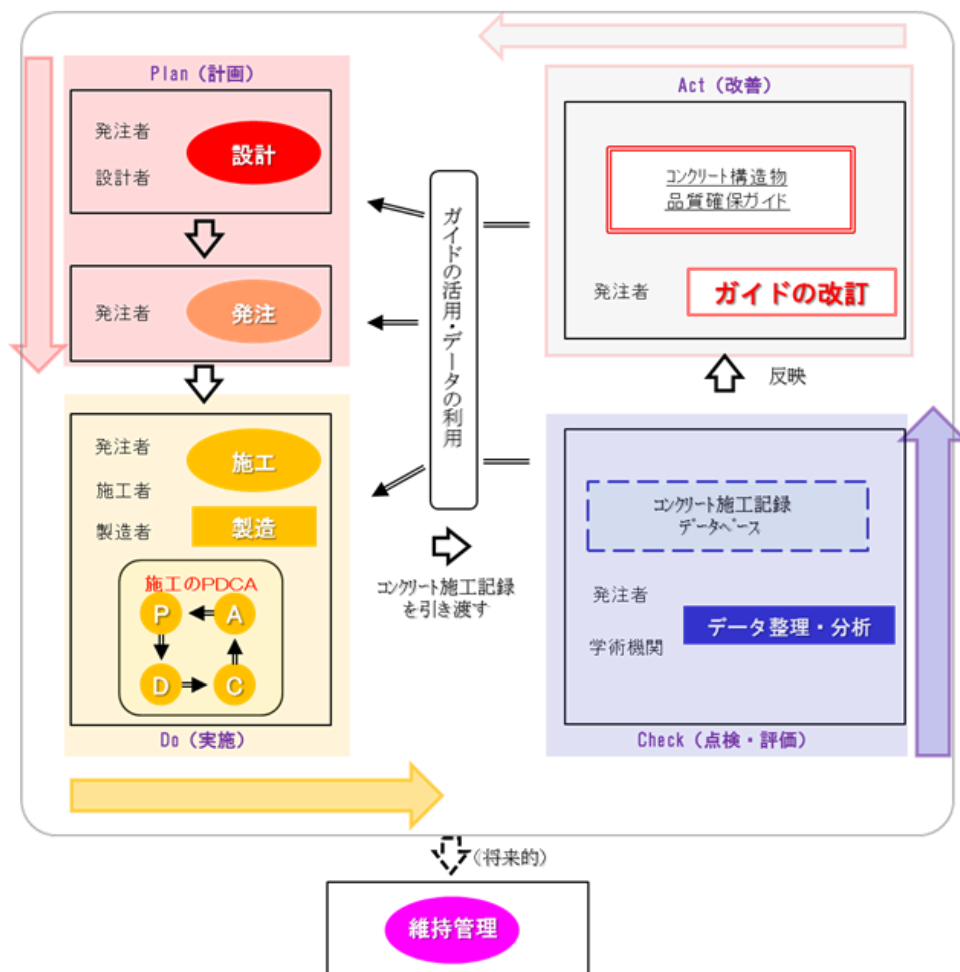 Plan（計画）
発注者
設計者
設計
発注者
発注
発注者
施工者
製造者
施工
製造
施工のPDCA
P
A
D
C
Do（実施）
ガイドの活用・データの利用
コンクリート施工記録
を引き渡す
Act（改善）
コンクリート構造物
品質確保ガイド
発注者
ガイドの改訂
反映
コンクリート施工記録
データベース
発注者
学術機関
データ整理・分析
Check（点検・評価）
（将来的）
維持管理